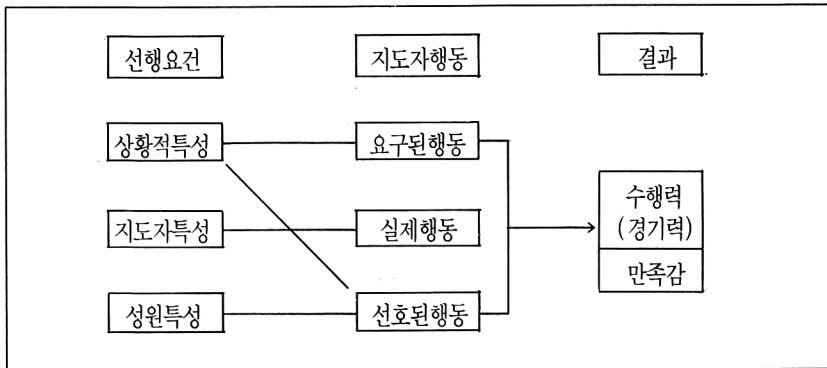 선행요건 지도자행동 결과
상황적특성 요구된행동
수행력
(경기력)
지도자특성 실제행동
만족감
성원특성 선호된행동